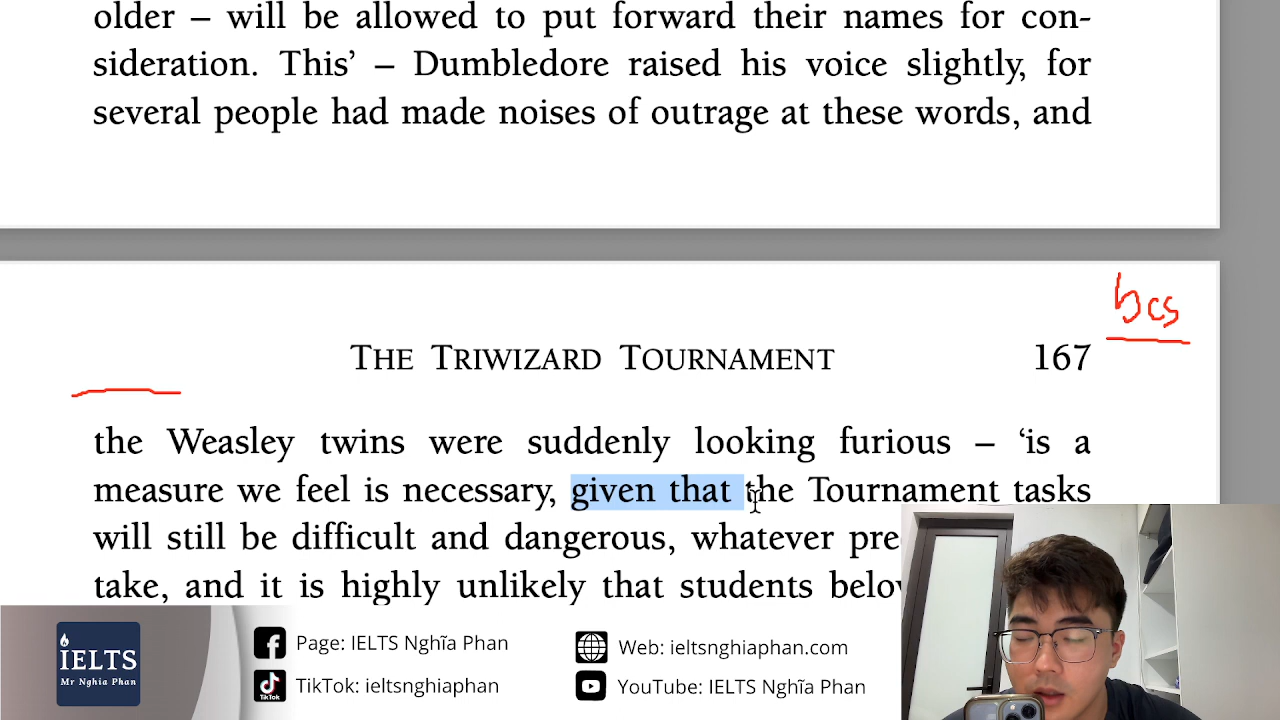 older – will be allowed to put forward their names for con-
sideration. This’ – Dumbledore raised his voice slightly, for
several people had made noises of outrage at these words, and
bcs
THE TRIWIZARD TOURNAMENT 167
the Weasley twins were suddenly looking furious – ‘is a
measure we feel is necessary, given that the Tournament tasks
will still be difficult and dangerous, whatever pre
take, and it is highly unlikely that students below
IELTS
Mr Nghia Phan
Page: IELTS Nghĩa Phan
TikTok
TikTok: ieltsnghiaphan
Web: ieltsnghiaphan.com
YouTube: IELTS Nghĩa Phan